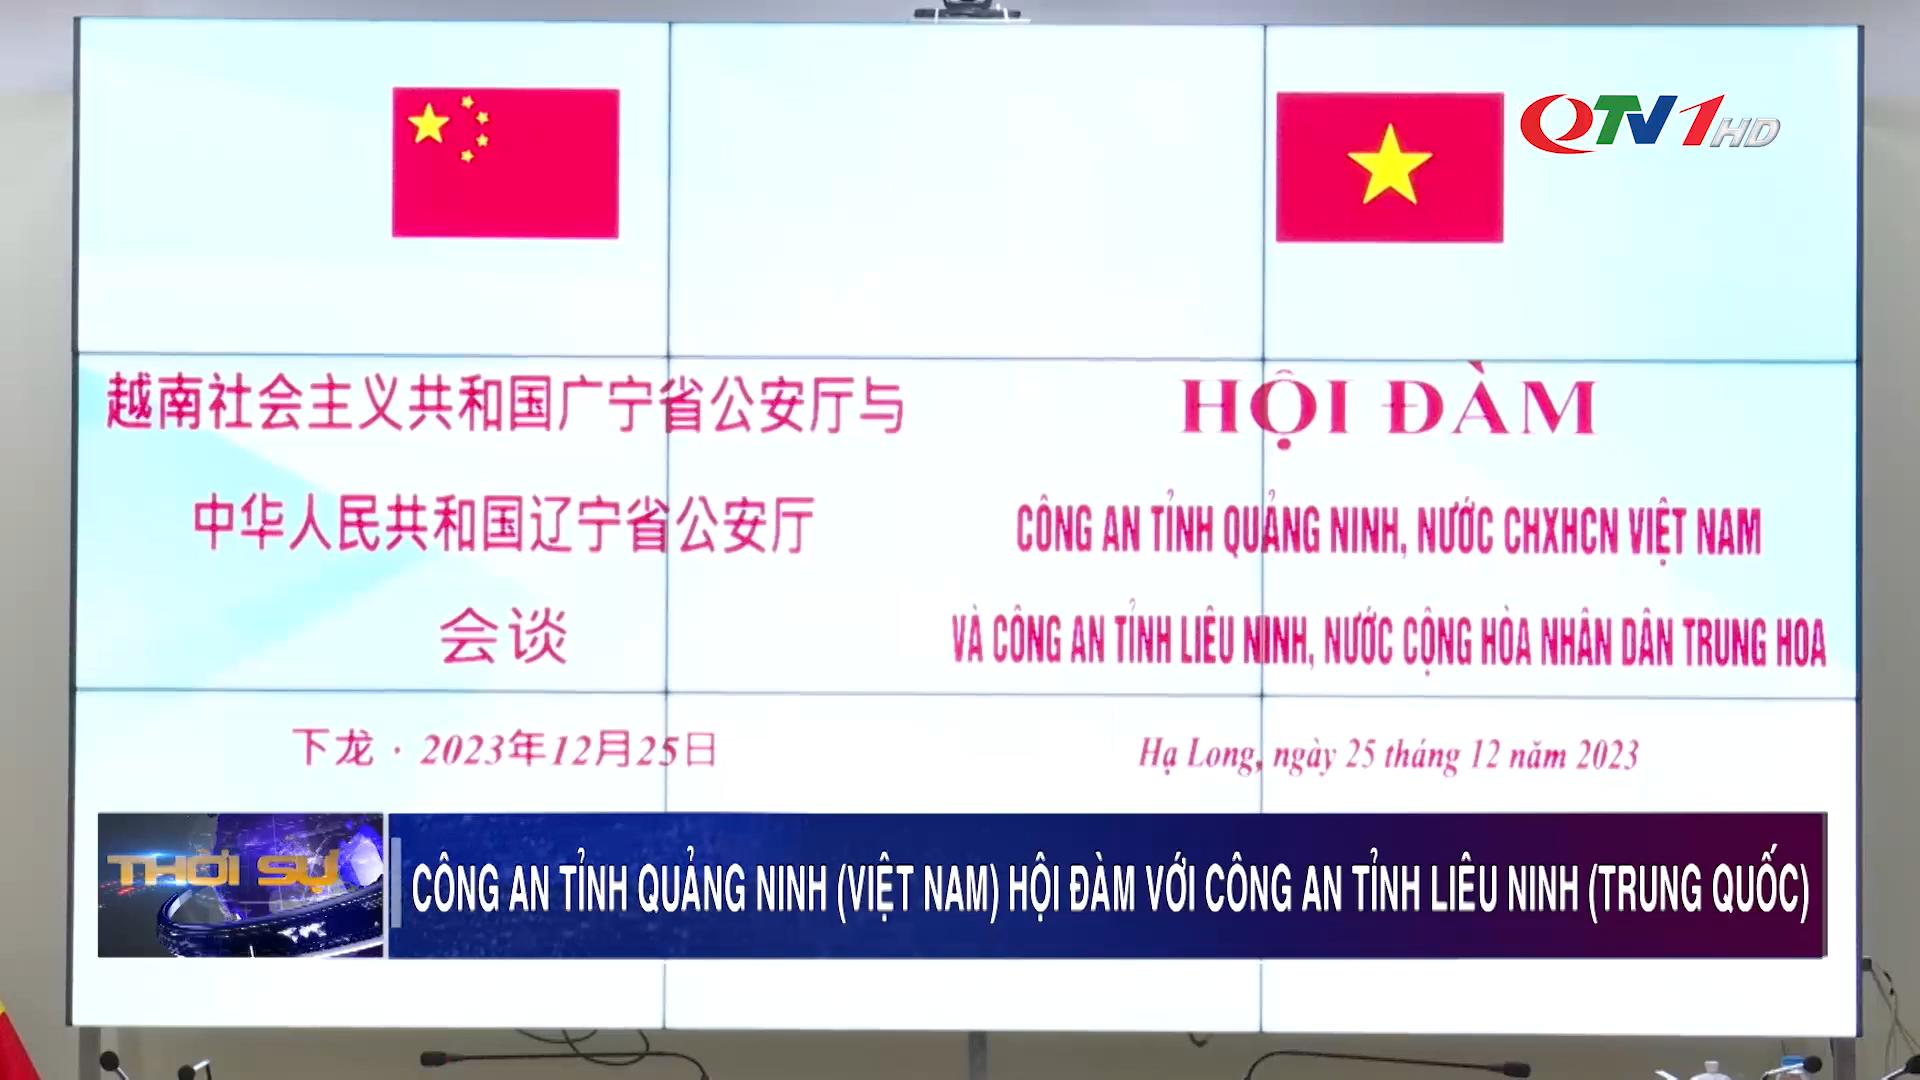 QTV1HD
越南社会主义共和国广宁省公安厅与
中华人民共和国辽宁省公安厅
会谈
下龙·2023年12月25日
HỘI ĐÀM
CÔNG AN TỈNH QUẢNG NINH, NƯỚC CHXHCN VIỆT NAM
VÀ CÔNG AN TỈNH LIÊU NINH, NƯỚC CỘNG HÒA NHÂN DÂN TRUNG HOA
Hạ Long, ngày 25 tháng 12 năm 2023
THỜI SỰ
CÔNG AN TỈNH QUẢNG NINH (VIỆT NAM) HỘI ĐÀM VỚI CÔNG AN TỈNH LIÊU NINH (TRUNG QUỐC)